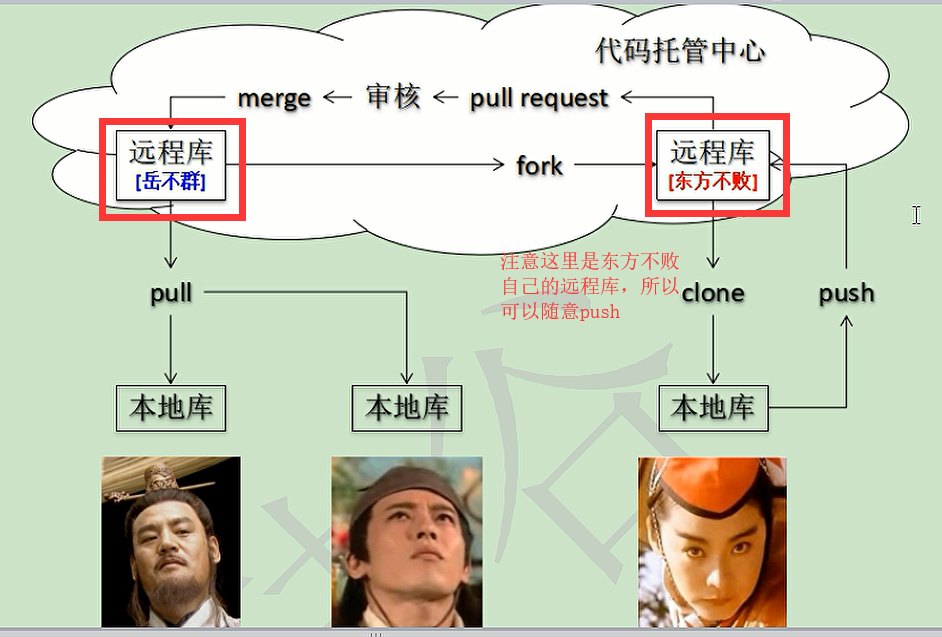 代码托管中心
merge
审核
pull request
远程库
[岳不群]
fork
远程库
[东方不败]
注意这里是东方不败
自己的远程库，所以
可以随意push
pull
clone
push
本地库
本地库
本地库